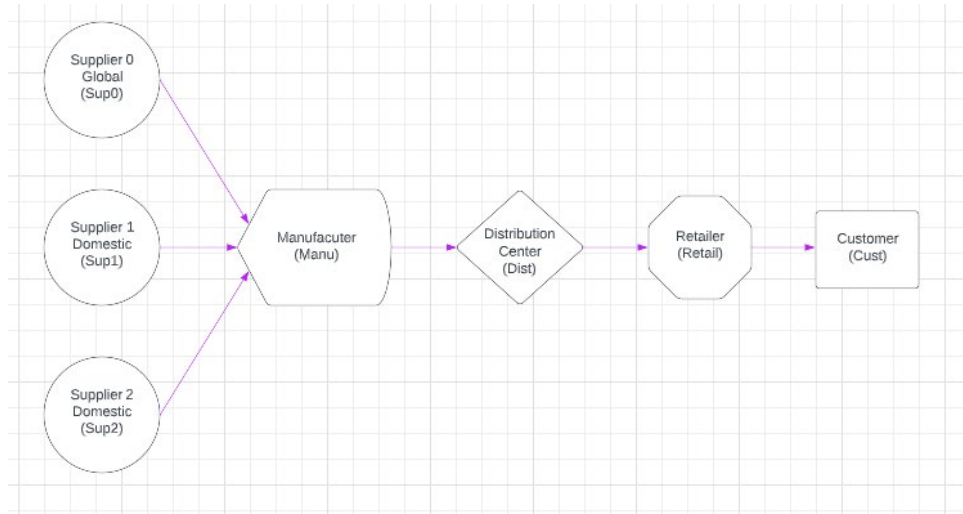 Supplier 0
Global
(Sup0)
Supplier 1
Domestic
(Sup1)
Supplier 2
Domestic
(Sup2)
Manufacuter
(Manu)
Distribution
Center
(Dist)
Retailer
(Retail)
Customer
(Cust)